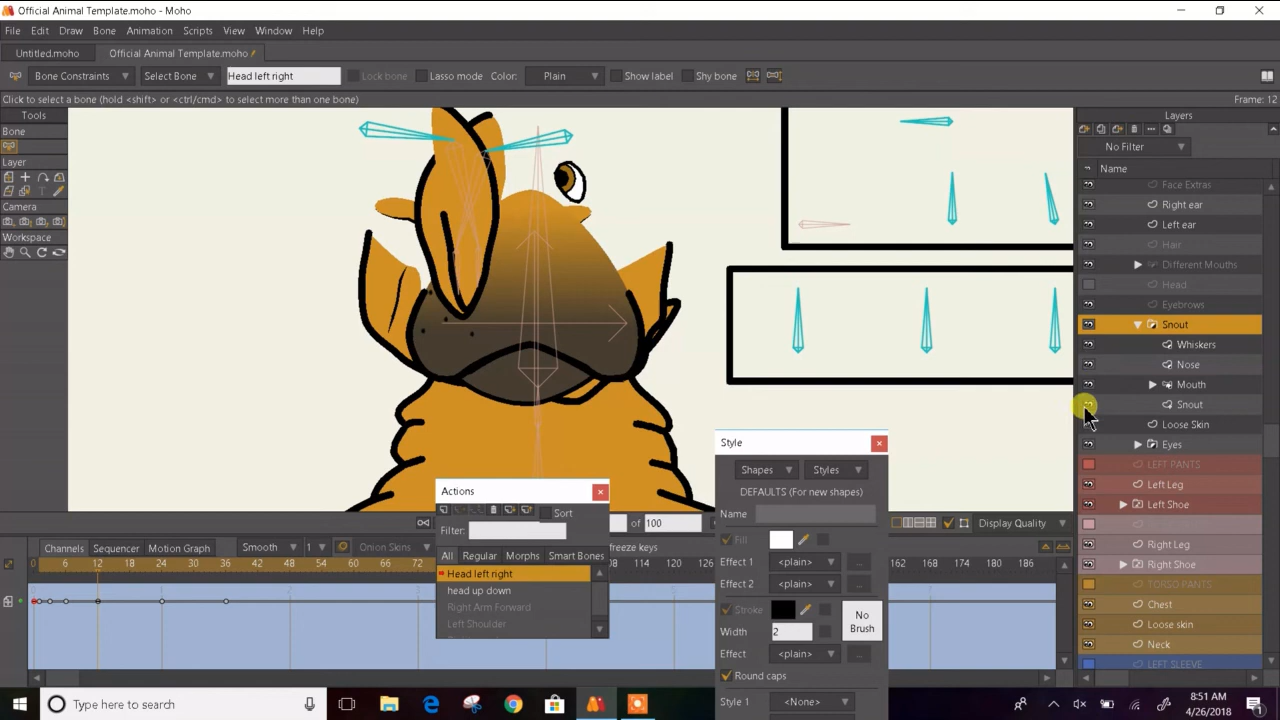 Official Animal Template.moho - Moho
File Edit Draw Bone Animation Scripts View Window Help
Untitled.moho Official Animal Template.moho
Bone Constraints Select Bone Head left right Lock bone Lasso mode Color: Plain Show label Shy bone
Click to select a bone (hold <shift> or <ctrl/cmd> to select more than one bone) Frame: 12
Tools
Bone
Layer
Camera
Workspace
Layers
No Filter
Name
Face Extras
Right ear
Left ear
Hair
Different Mouths
Head
Eyebrows
Snout
Whiskers
Nose
Mouth
Snout
Loose Skin
Eyes
LEFT PANTS
Left Leg
Left Shoe
Right Leg
Right Shoe
TORSO PANTS
Chest
Loose skin
Neck
LEFT SLEEVE
Style
Shapes Styles
DEFAULTS (For new shapes)
Name
Fill
Effect 1 <plain> ...
Effect 2 <plain> ...
Stroke No Brush
Width 2
Effect <plain> ...
Round caps
Style 1 <None>
Actions
Sort
Filter:
All Regular Morphs Smart Bones
Head left right
head up down
Right Arm Forward
Left Shoulder
of 100
Display Quality
Channels Sequencer Motion Graph Smooth 1 Onion Skins
freeze keys
0 6 12 18 24 30 36 42 48 54 60 66 72
108 114 120 126 132 138 144 150 156 162 168 174 180 186
Type here to search
8:51 AM
4/26/2018